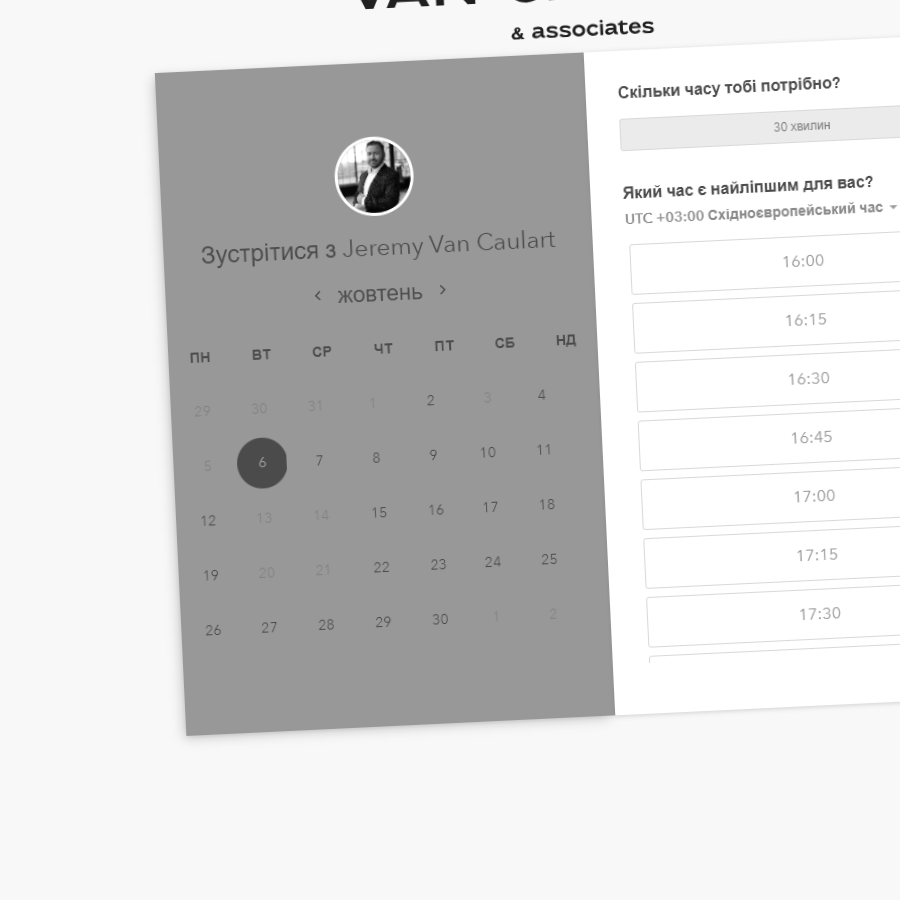 & associates
Зустрітися з Jeremy Van Caulart
жовтень
ПН ВТ СР ЧТ ПТ СБ НД
29 30 31 1 2 3 4
5 6 7 8 9 10 11
12 13 14 15 16 17 18
19 20 21 22 23 24 25
26 27 28 29 30 1 2
Скільки часу тобі потрібно?
30 хвилин
Який час є найліпшим для вас?
UTC +03:00 Східноєвропейський час
16:00
16:15
16:30
16:45
17:00
17:15
17:30